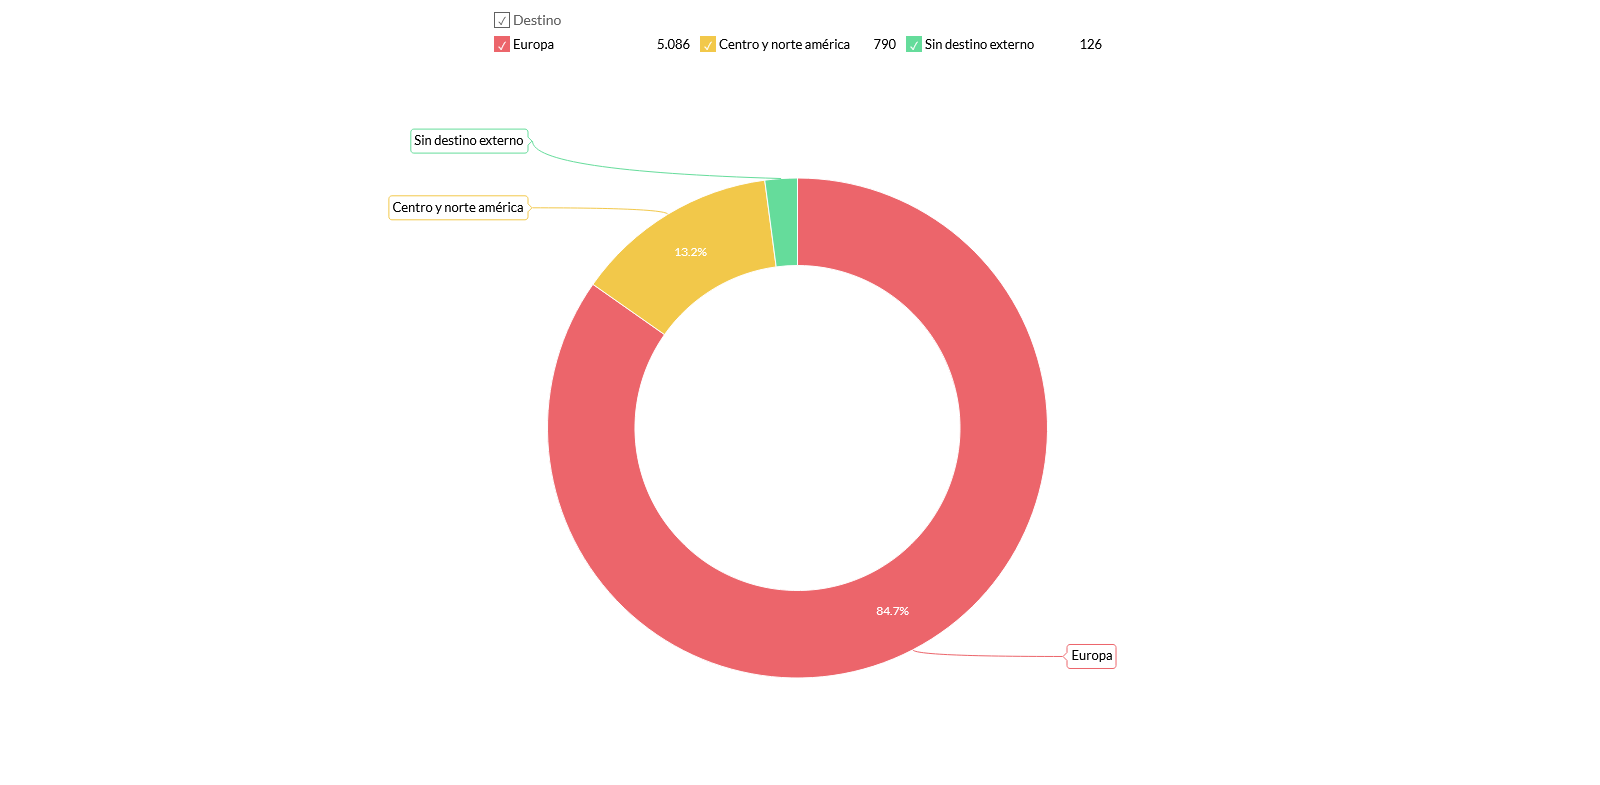 Destino
Europa 5.086 Centro y norte américa 790 Sin destino externo 126
Sin destino externo
Centro y norte américa
13.2%
84.7%
Europa